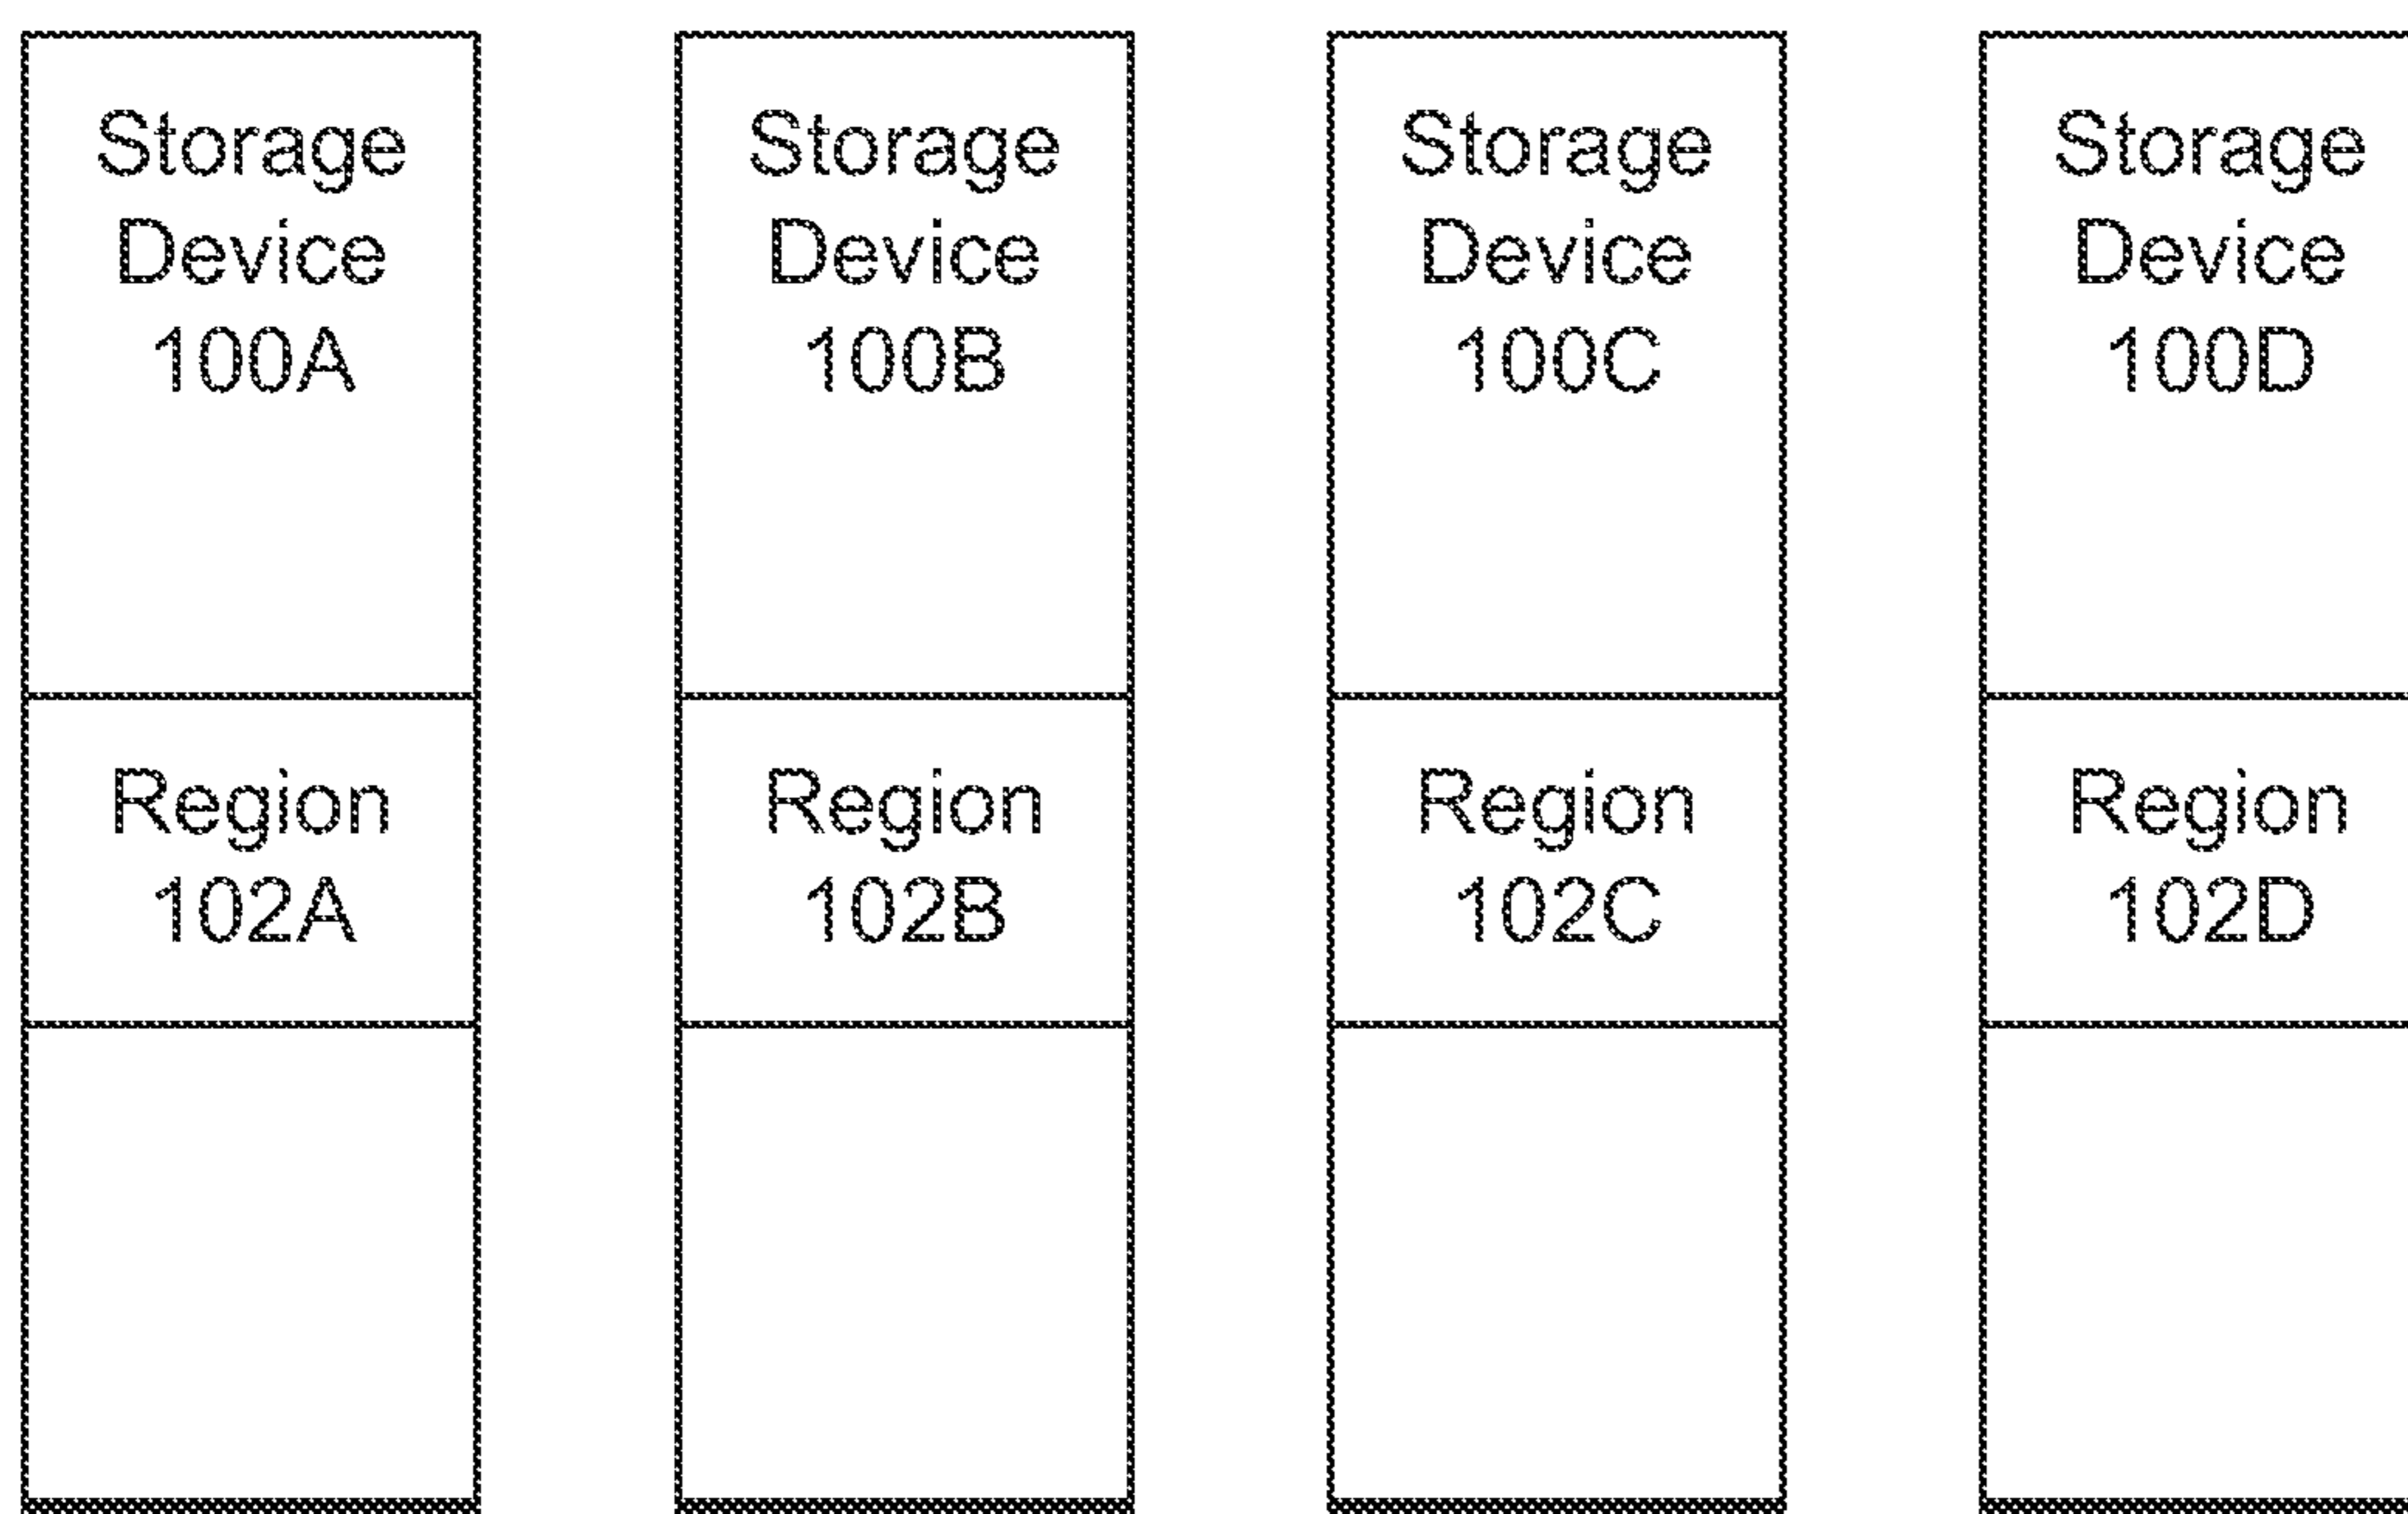 Storage
Device
100A
Storage
Device
100B
Storage
Device
100C
Storage
Device
100D
Region
102A
Region
102B
Region
102C
Region
102D